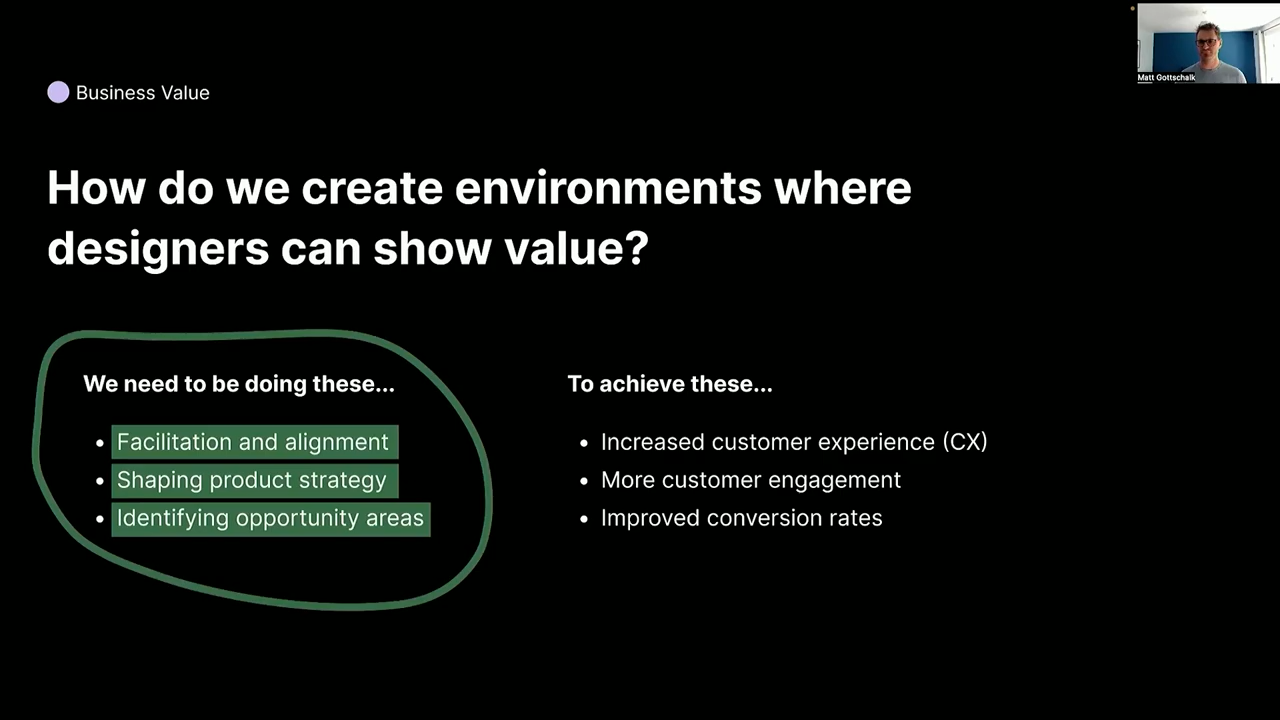 Matt Gottschalk
Business Value
How do we create environments where
designers can show value?
We need to be doing these...
• Facilitation and alignment
• Shaping product strategy
• Identifying opportunity areas
To achieve these...
• Increased customer experience (CX)
• More customer engagement
• Improved conversion rates